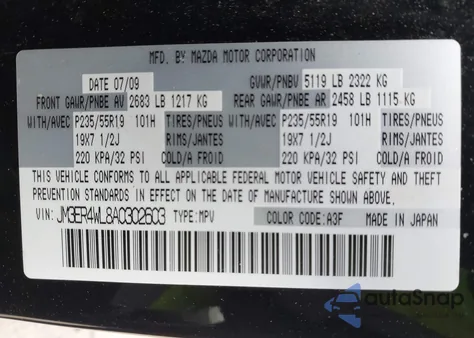 MFD. BY MAZDA MOTOR CORPORATION
DATE 07/09 GVWR/PNBV 5119 LB 2322 KG
FRONT GAWR/PNBE AV 2683 LB 1217 KG REAR GAWR/PNBE AR 2458 LB 1115 KG
WITH/AVEC P235/55R19 101H TIRES/PNEU WITH/AVEC P235/55R19 101H TIRES/PNEU
19X7 1/2J RIMS/JANTES 19X7 1/2J RIMS/JANTES
220 KPA/32 PSI COLD/A FROID 220 KPA/32 PSI COLD/A FROID
THIS VEHICLE CONFORMS TO ALL APPLICABLE FEDERAL MOTOR VEHICLE SAFETY AND THEFT
PREVENTION STANDARDS IN EFFECT ON THE DATE OF MANUFACTURE SHOWN ABOVE.
VIN: JM3ER4WL8A0302603 TYPE: MPV COLOR CODE: A3F MADE IN JAPAN
autoSnap